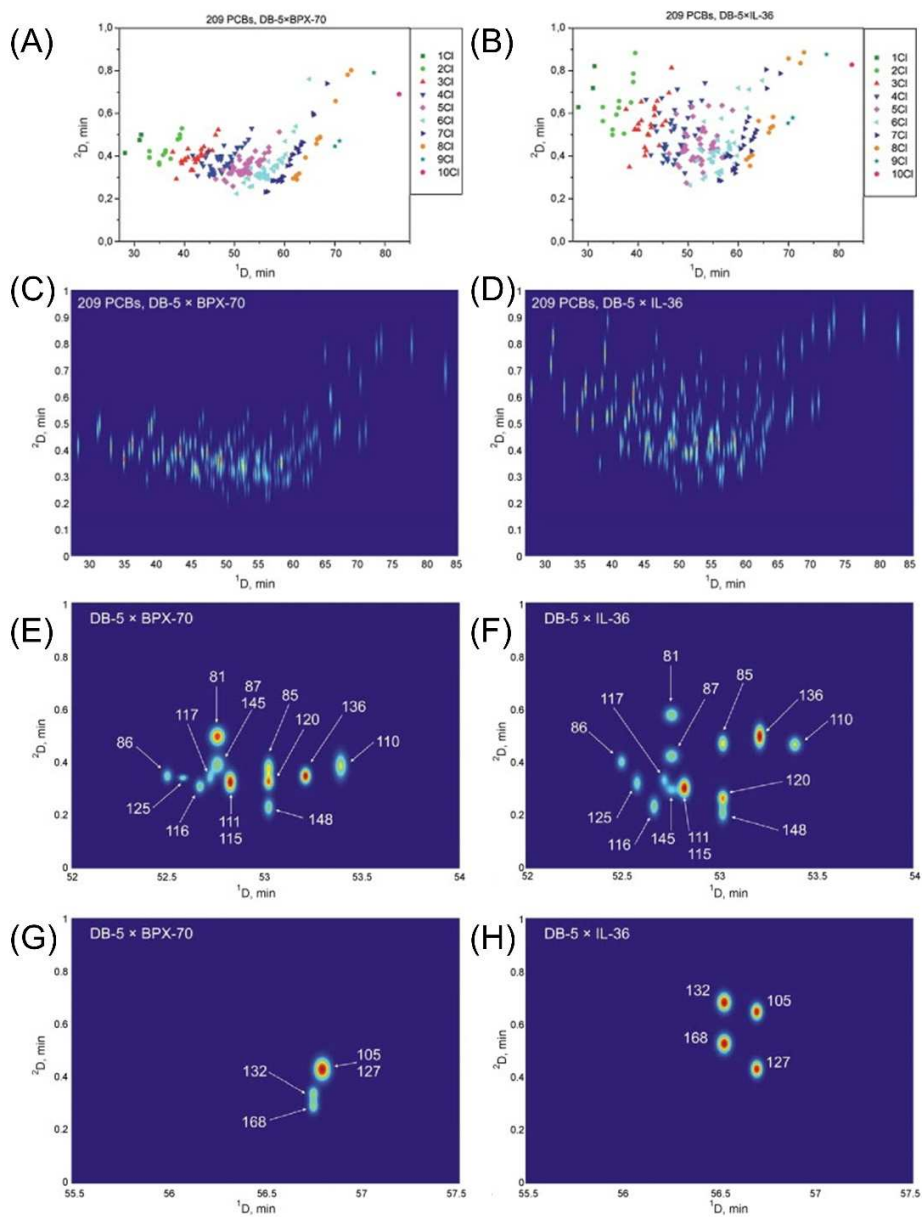 (A)
209 PCBs, DB-5×BPX-70
1,0
0,8
0,6
0,4
0,2
0,0
²D, min
30 40 50 60 70 80
¹D, min
1Cl
2Cl
3Cl
4Cl
5Cl
6Cl
7Cl
8Cl
9Cl
10Cl
(B)
209 PCBs, DB-5×IL-36
1,0
0,8
0,6
0,4
0,2
0,0
²D, min
30 40 50 60 70 80
¹D, min
1Cl
2Cl
3Cl
4Cl
5Cl
6Cl
7Cl
8Cl
9Cl
10Cl
(C)
209 PCBs, DB-5 × BPX-70
1
0.9
0.8
0.7
0.6
0.5
0.4
0.3
0.2
0.1
0
²D, min
30 35 40 45 50 55 60 65 70 75 80 85
¹D, min
(D)
209 PCBs, DB-5 × IL-36
1
0.9
0.8
0.7
0.6
0.5
0.4
0.3
0.2
0.1
0
²D, min
30 35 40 45 50 55 60 65 70 75 80 85
¹D, min
(E)
DB-5 × BPX-70
1
0.8
0.6
0.4
0.2
0
²D, min
81
87
145
85
120
136
117
86
110
125
116
111
115
148
52 52.5 53 53.5 54
¹D, min
(F)
DB-5 × IL-36
1
0.8
0.6
0.4
0.2
0
²D, min
81
117
87
85
136
86
110
120
125
116
145
111
115
148
52 52.5 53 53.5 54
¹D, min
(G)
DB-5 × BPX-70
1
0.8
0.6
0.4
0.2
0
²D, min
132
105
127
168
55.5 56 56.5 57 57.5
¹D, min
(H)
DB-5 × IL-36
1
0.8
0.6
0.4
0.2
0
²D, min
132
105
168
127
55.5 56 56.5 57 57.5
¹D, min